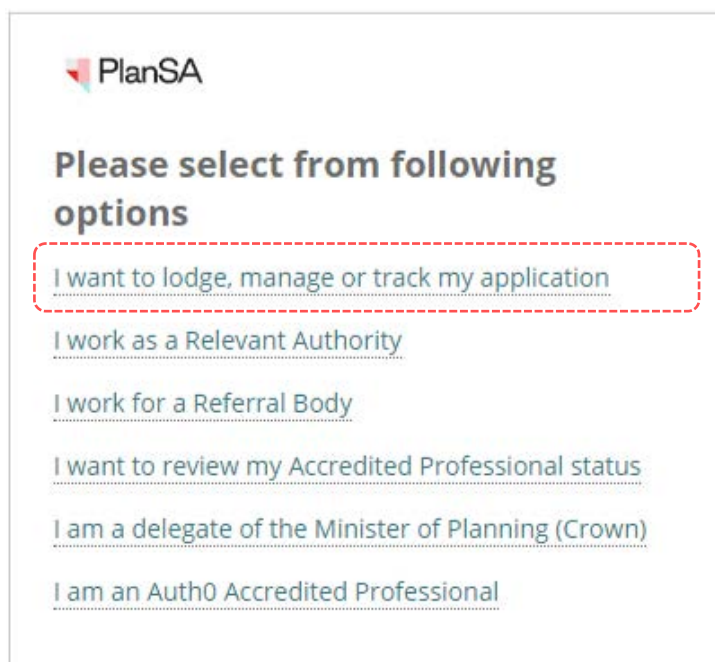 PlanSA
Please select from following
options
I want to lodge, manage or track my application
I work as a Relevant Authority
I work for a Referral Body
I want to review my Accredited Professional status
I am a delegate of the Minister of Planning (Crown)
I am an Auth0 Accredited Professional